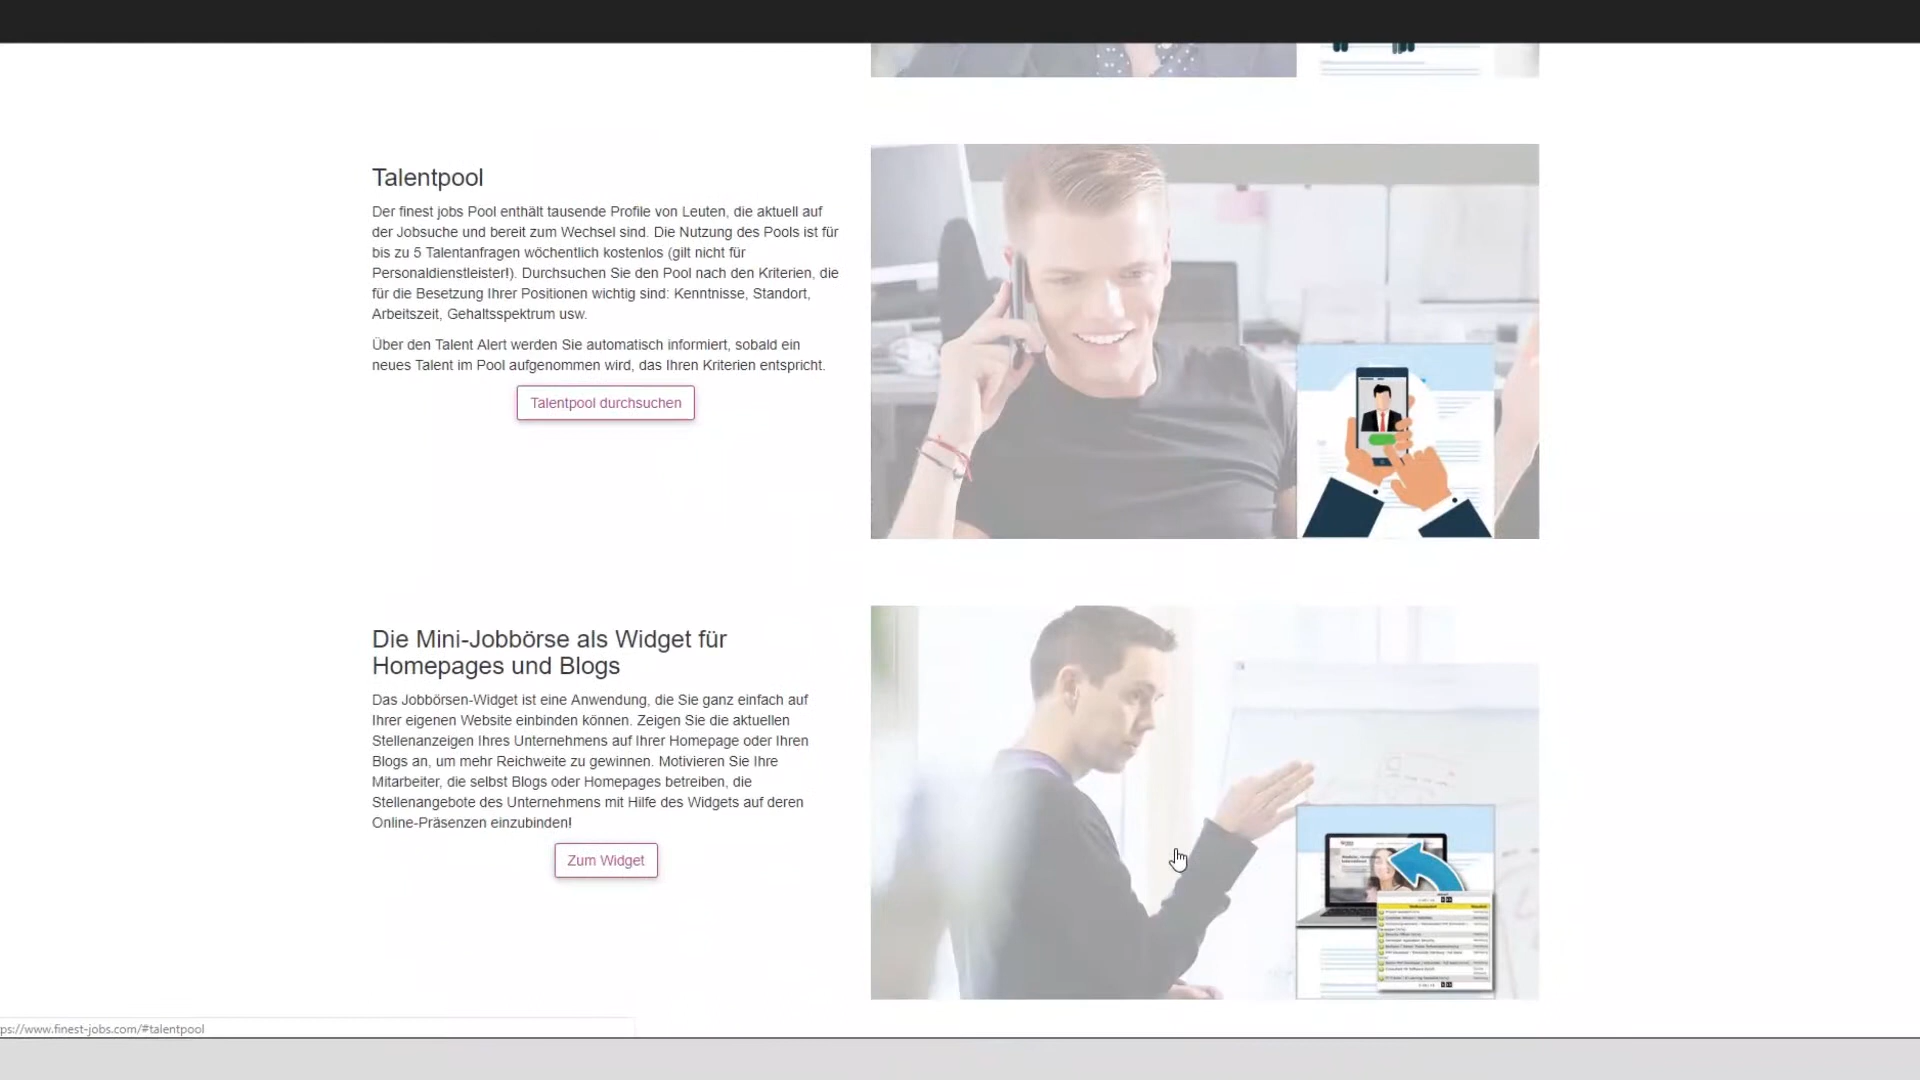 Talentpool
Der finest jobs Pool enthält tausende Profile von Leuten, die aktuell auf
der Jobsuche und bereit zum Wechsel sind. Die Nutzung des Pools ist für
bis zu 5 Talentanfragen wöchentlich kostenlos (gilt nicht für
Personaldienstleister!). Durchsuchen Sie den Pool nach den Kriterien, die
für die Besetzung Ihrer Positionen wichtig sind: Kenntnisse, Standort,
Arbeitszeit, Gehaltsspektrum usw.
Über den Talent Alert werden Sie automatisch informiert, sobald ein
neues Talent im Pool aufgenommen wird, das Ihren Kriterien entspricht.
Talentpool durchsuchen
Die Mini-Jobbörse als Widget für
Homepages und Blogs
Das Jobbörsen-Widget ist eine Anwendung, die Sie ganz einfach auf
Ihrer eigenen Website einbinden können. Zeigen Sie die aktuellen
Stellenanzeigen Ihres Unternehmens auf Ihrer Homepage oder Ihren
Blogs an, um mehr Reichweite zu gewinnen. Motivieren Sie Ihre
Mitarbeiter, die selbst Blogs oder Homepages betreiben, die
Stellenangebote des Unternehmens mit Hilfe des Widgets auf deren
Online-Präsenzen einzubinden!
Zum Widget
ps://www.finest-jobs.com/#talentpool